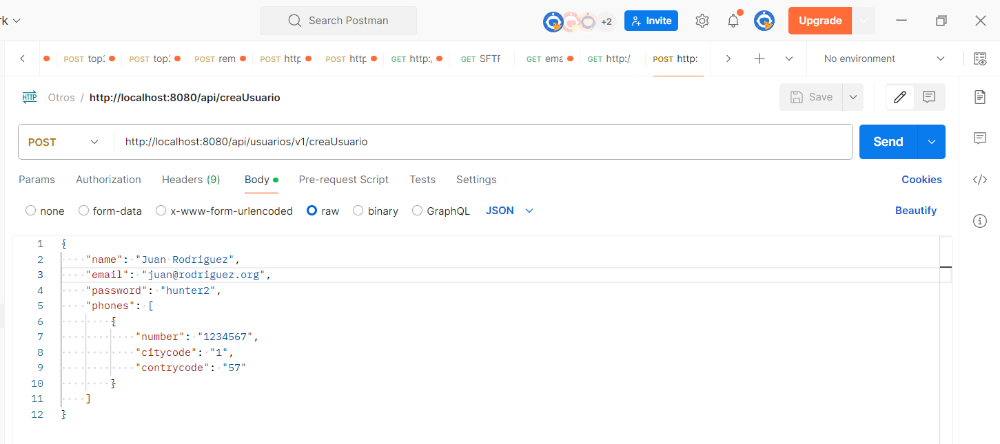 rk
Search Postman
+2
Invite
Upgrade
POST top2
POST top2
POST rem
POST http
POST http
GET http:,
GET SFTF
GET ema
GET http:/,
POST http:
No environment
HTTP
Otros / http://localhost:8080/api/creaUsuario
Save
POST
http://localhost:8080/api/usuarios/v1/creaUsuario
Send
Params
Authorization
Headers (9)
Body
Pre-request Script
Tests
Settings
Cookies
none
form-data
x-www-form-urlencoded
raw
binary
GraphQL
JSON
Beautify
1 {
2 "name": "Juan Rodriguez",
3 "email": "juan@rodriguez.org",
4 "password": "hunter2",
5 "phones": [
6 {
7 "number": "1234567",
8 "citycode": "1",
9 "contrycode": "57"
10 }
11 ]
12 }